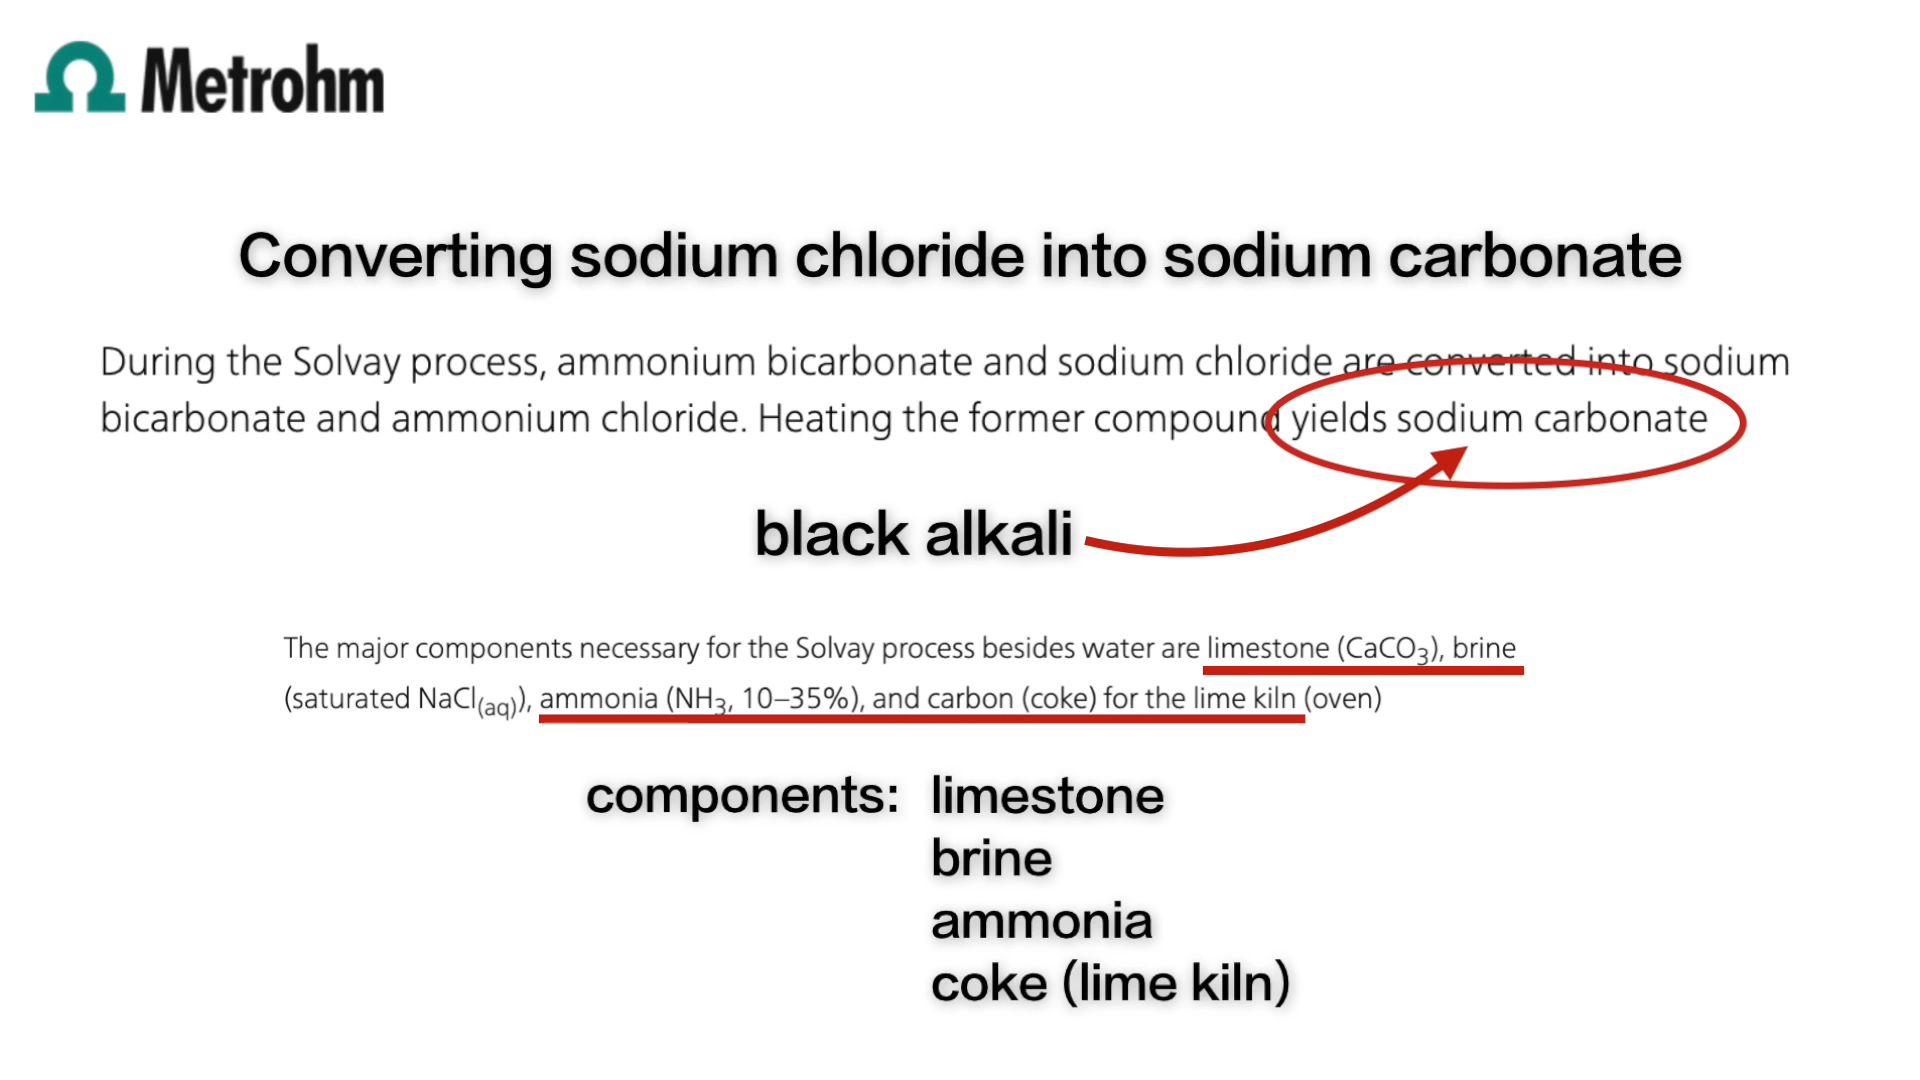 Metrohm
Converting sodium chloride into sodium carbonate
During the Solvay process, ammonium bicarbonate and sodium chloride are converted into sodium
bicarbonate and ammonium chloride. Heating the former compound yields sodium carbonate
black alkali
The major components necessary for the Solvay process besides water are limestone (CaCO₃), brine
(saturated NaCl(aq)), ammonia (NH₃, 10–35%), and carbon (coke) for the lime kiln (oven)
components: limestone
brine
ammonia
coke (lime kiln)